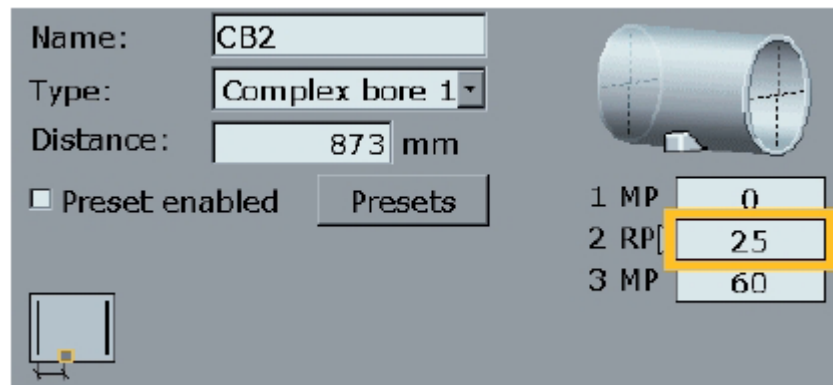 Name: CB2
Type: Complex bore 1
Distance: 873 mm
Preset enabled Presets
1 MP 0
2 RP 25
3 MP 60